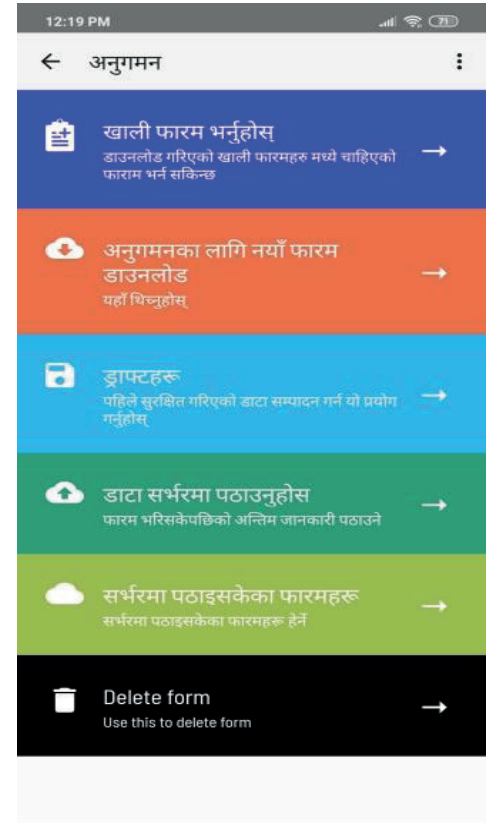 12:19 PM
71
अनुगमन
खाली फारम भर्नुहोस्
डाउनलोड गरिएको खाली फारमहरु मध्ये चाहिएको
फाराम भर्न सकिन्छ
अनुगमनका लागि नयाँ फारम
डाउनलोड
यहाँ थिच्नुहोस्
ड्राफ्टहरू
पहिले सुरक्षित गरिएको डाटा सम्पादन गर्न यो प्रयोग
गर्नुहोस्
डाटा सर्भरमा पठाउनुहोस
फारम भरिसकेपछिको अन्तिम जानकारी पठाउने
सर्भरमा पठाइसकेका फारमहरू
सर्भरमा पठाइसकेका फारमहरू हेर्ने
Delete form
Use this to delete form